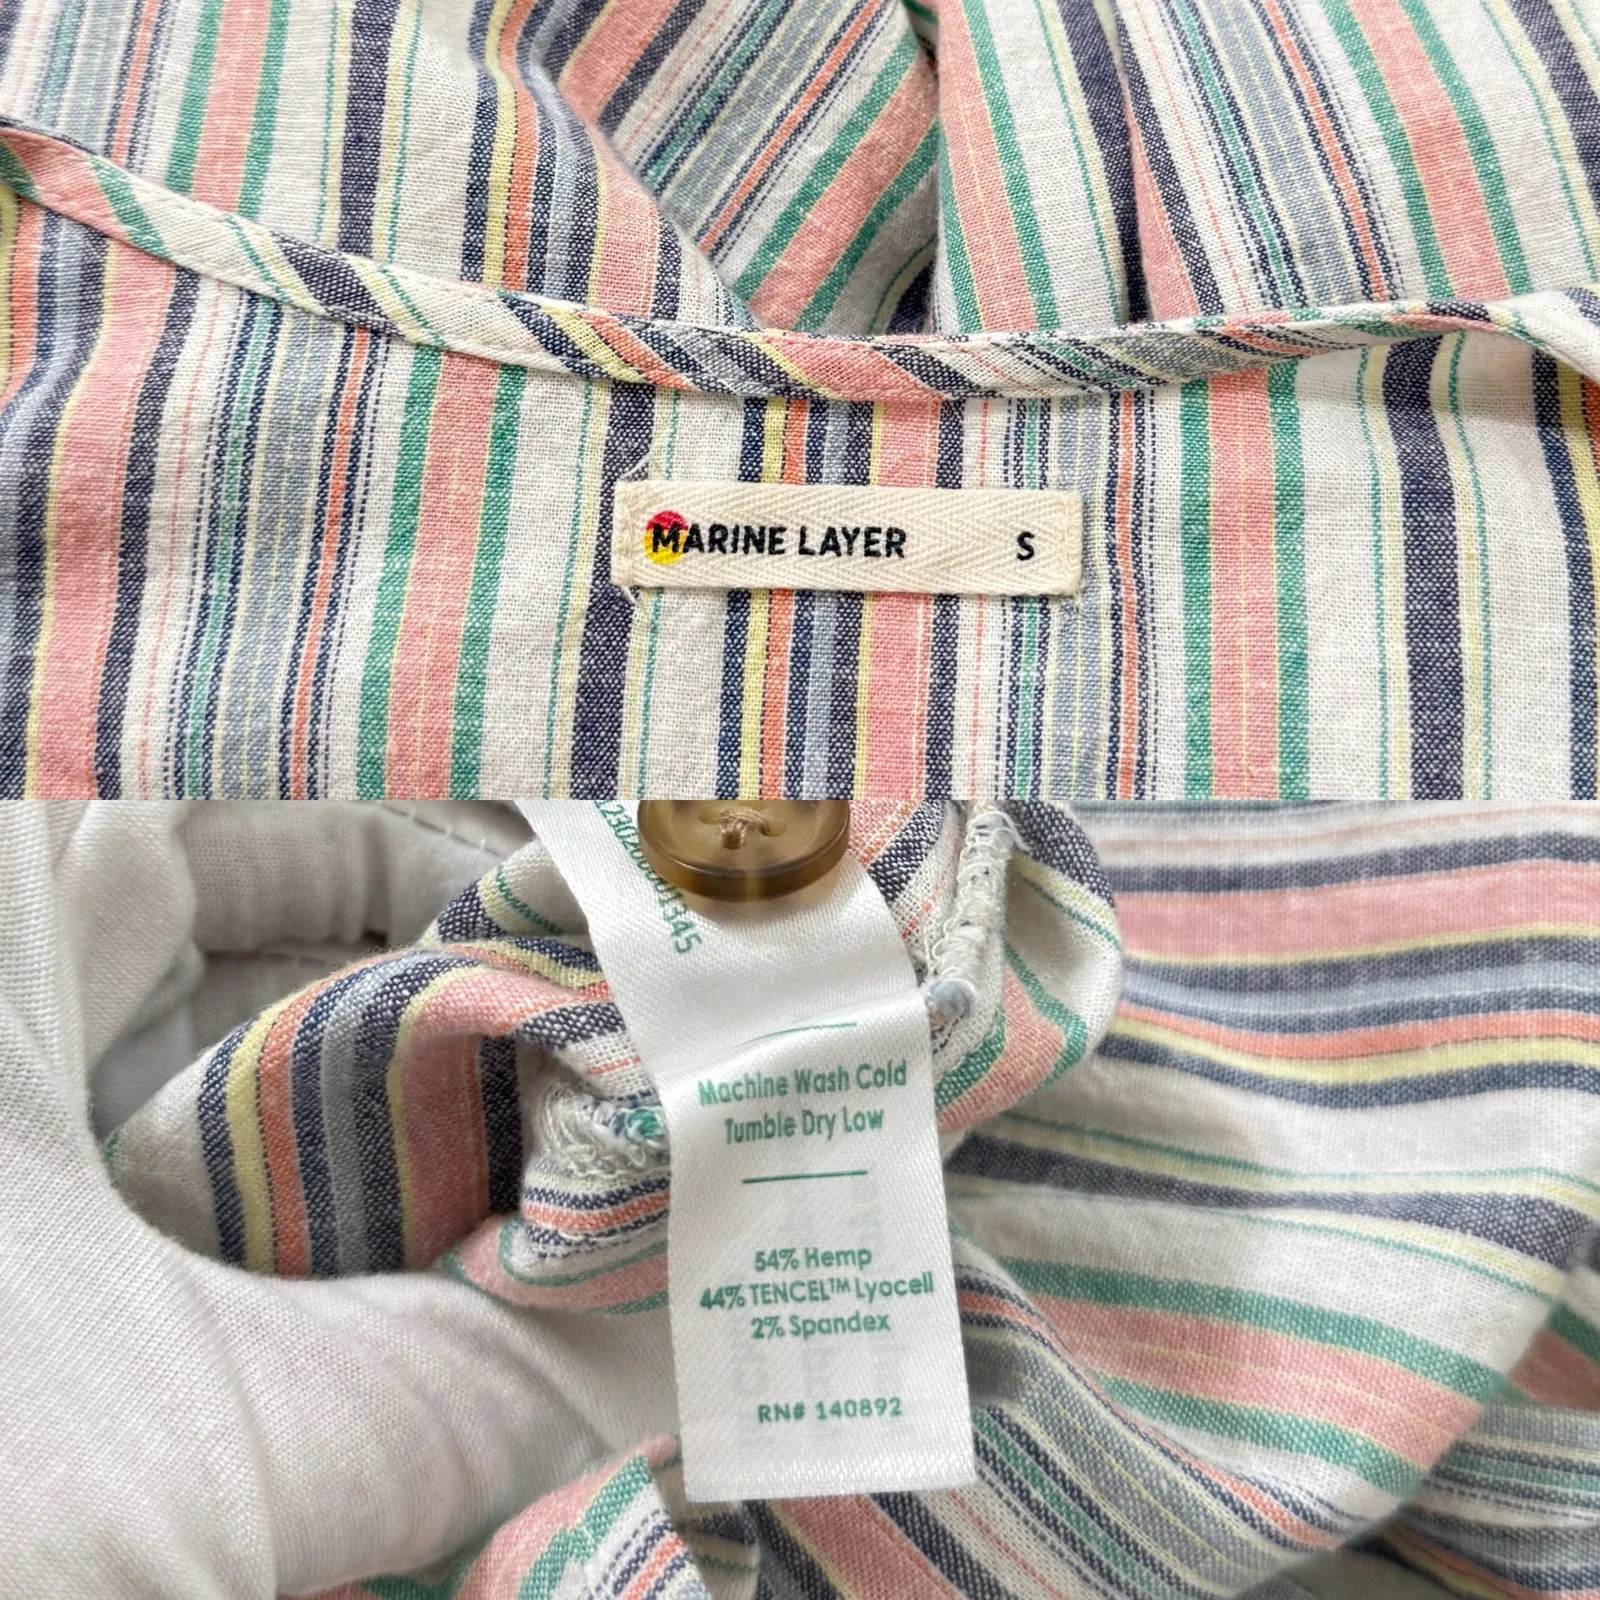 MARINE LAYER S
Machine Wash Cold
Tumble Dry Low
54% Hemp
44% TENCEL™ Lyocell
2% Spandex
RN# 140892